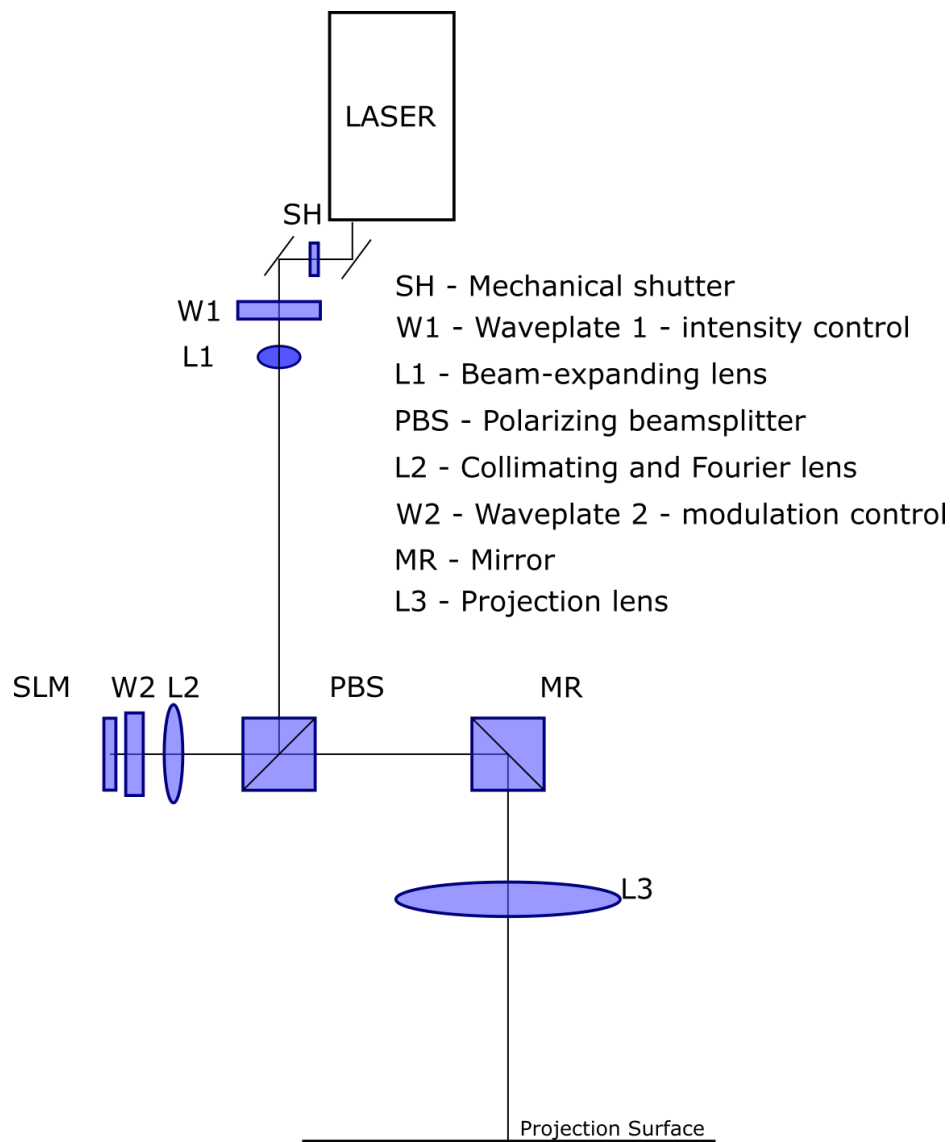 LASER
SH
W1
L1
SH - Mechanical shutter
W1 - Waveplate 1 - intensity control
L1 - Beam-expanding lens
PBS - Polarizing beamsplitter
L2 - Collimating and Fourier lens
W2 - Waveplate 2 - modulation control
MR - Mirror
L3 - Projection lens
SLM W2 L2 PBS MR
L3
Projection Surface